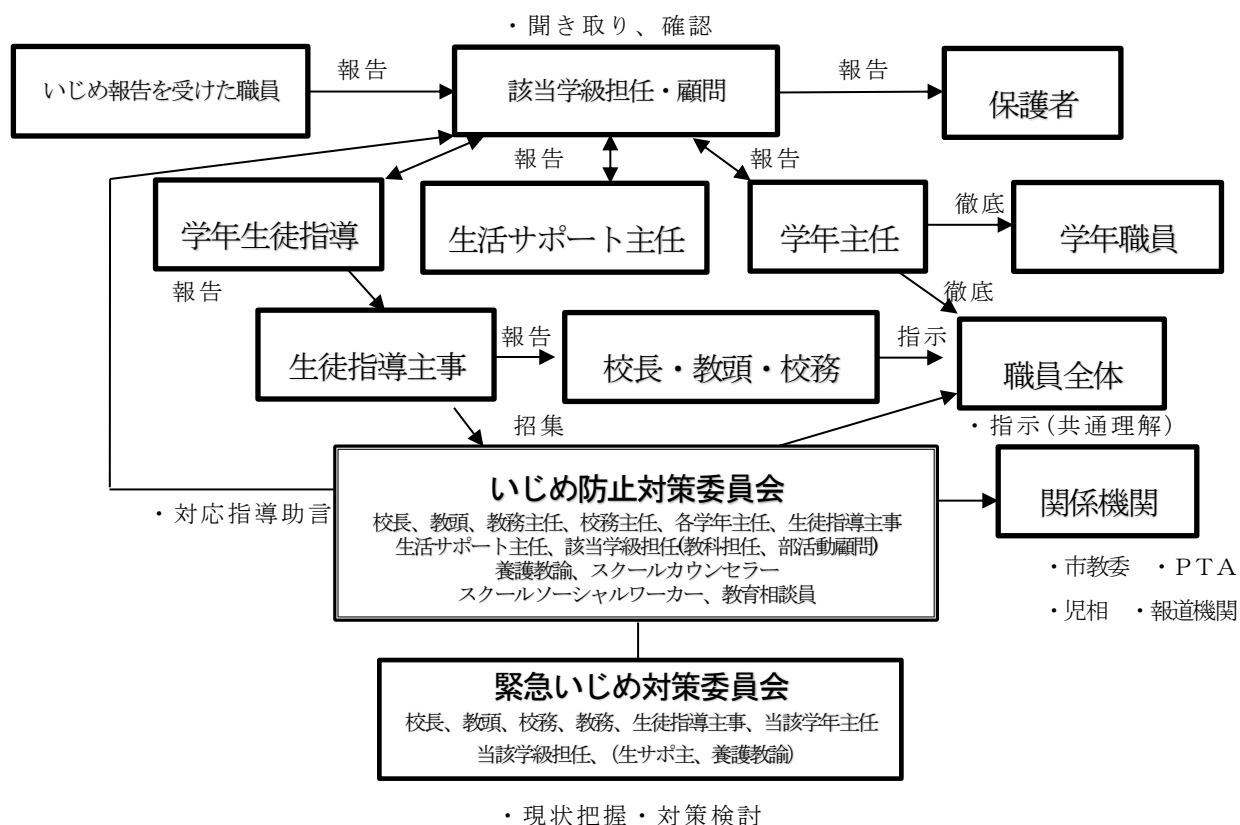 ・聞き取り、確認
いじめ報告を受けた職員
報告
該当学級担任・顧問
報告
保護者
報告
報告
学年生徒指導
生活サポート主任
学年主任
徹底
学年職員
報告
徹底
生徒指導主事
報告
校長・教頭・校務
指示
職員全体
招集
・指示(共通理解)
いじめ防止対策委員会
校長、教頭、教務主任、校務主任、各学年主任、生徒指導主事
生活サポート主任、該当学級担任(教科担任、部活動顧問)
養護教諭、スクールカウンセラー
スクールソーシャルワーカー、教育相談員
・対応指導助言
関係機関
・市教委 ・PTA
・児相 ・報道機関
緊急いじめ対策委員会
校長、教頭、校務、教務、生徒指導主事、当該学年主任
当該学級担任、(生サポ主、養護教諭)
・現状把握・対策検討